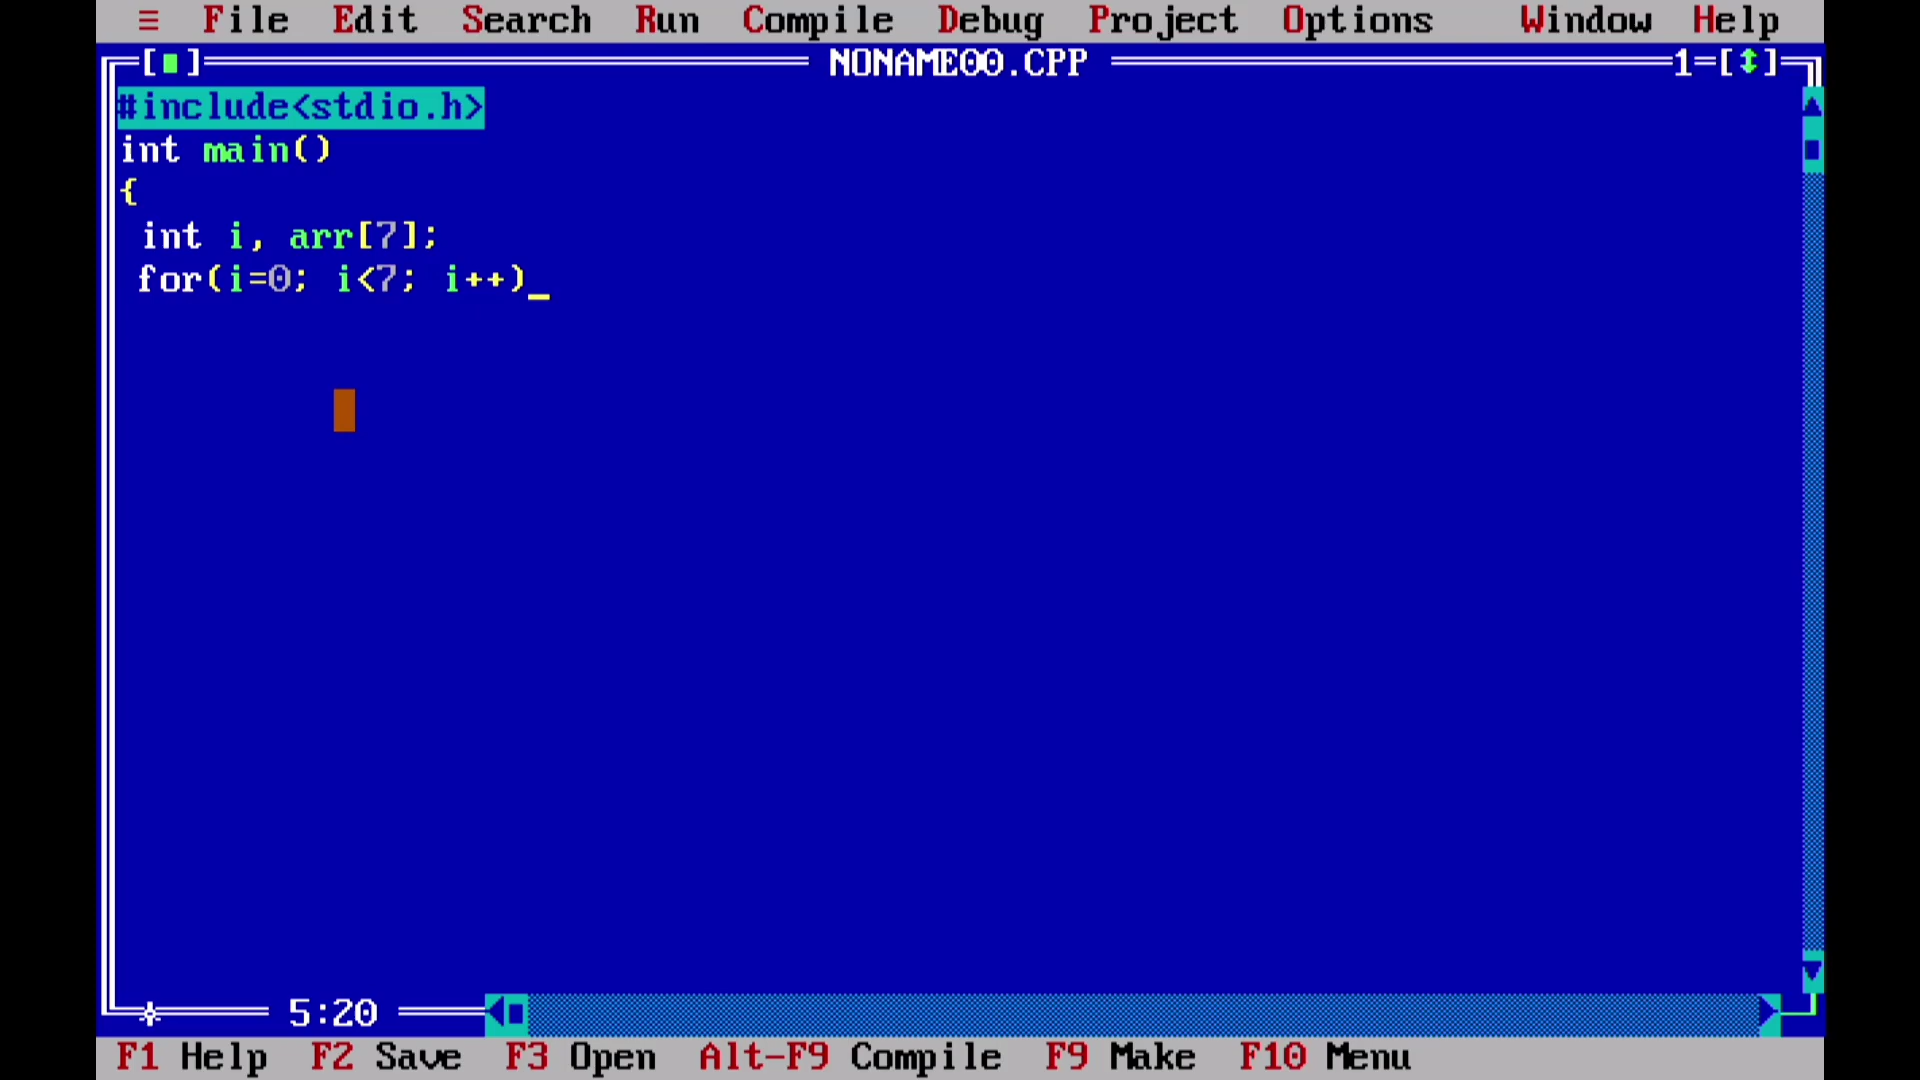 ≡ File Edit Search Run Compile Debug Project Options Window Help
[■] NONAME00.CPP 1=[↕]
#include<stdio.h>
int main()
{
int i, arr[7];
for(i=0; i<7; i++)_
5:20
F1 Help F2 Save F3 Open Alt-F9 Compile F9 Make F10 Menu